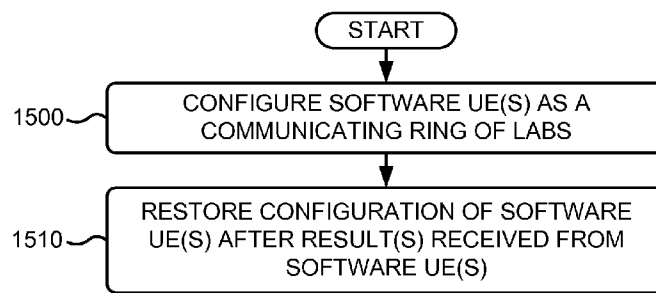 START
1500
CONFIGURE SOFTWARE UE(S) AS A
COMMUNICATING RING OF LABS
1510
RESTORE CONFIGURATION OF SOFTWARE
UE(S) AFTER RESULT(S) RECEIVED FROM
SOFTWARE UE(S)